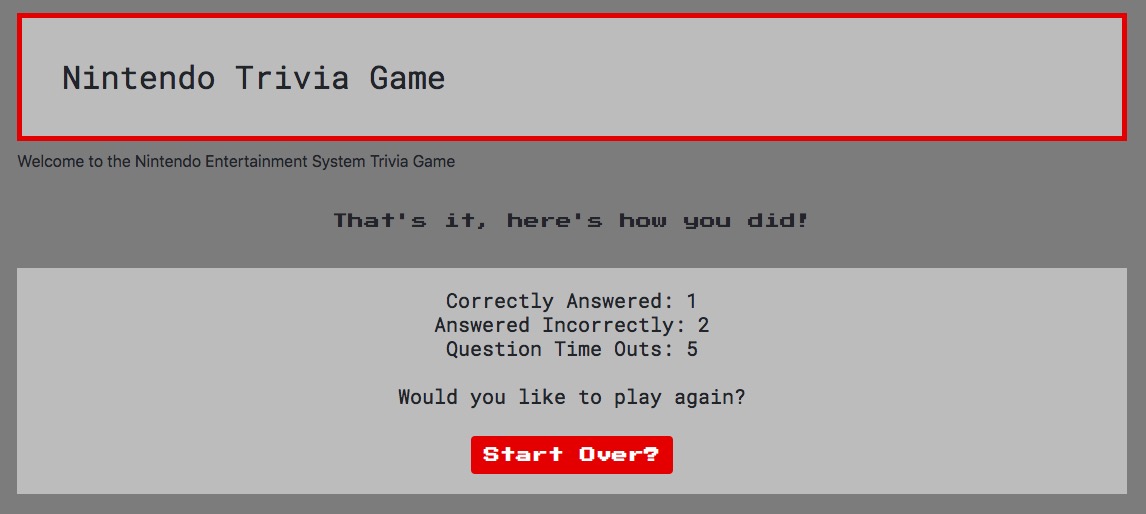 Nintendo Trivia Game
Welcome to the Nintendo Entertainment System Trivia Game
That's it, here's how you did!
Correctly Answered: 1
Answered Incorrectly: 2
Question Time Outs: 5
Would you like to play again?
Start Over?